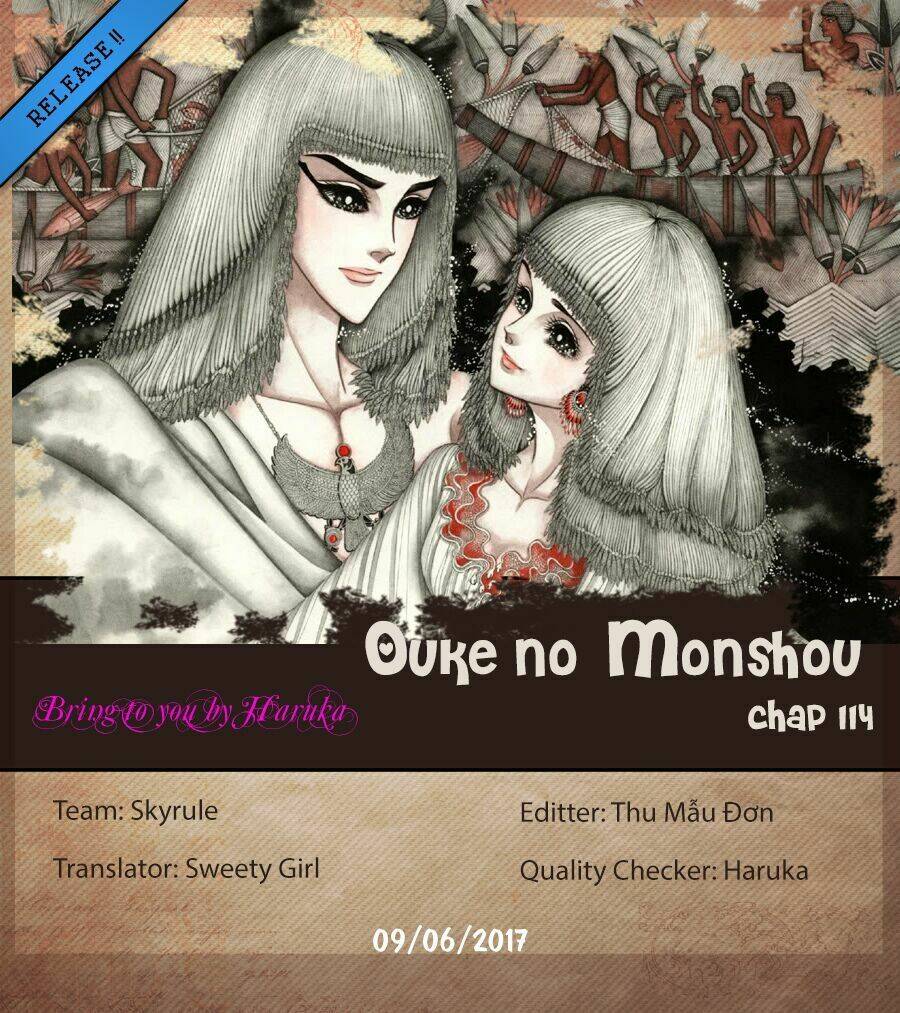 RELEASE !!
Ouke no Monshou
Bring to you by Haruka
chap 114
Team: Skyrule
Editter: Thu Mẫu Đơn
Translator: Sweety Girl
Quality Checker: Haruka
09/06/2017